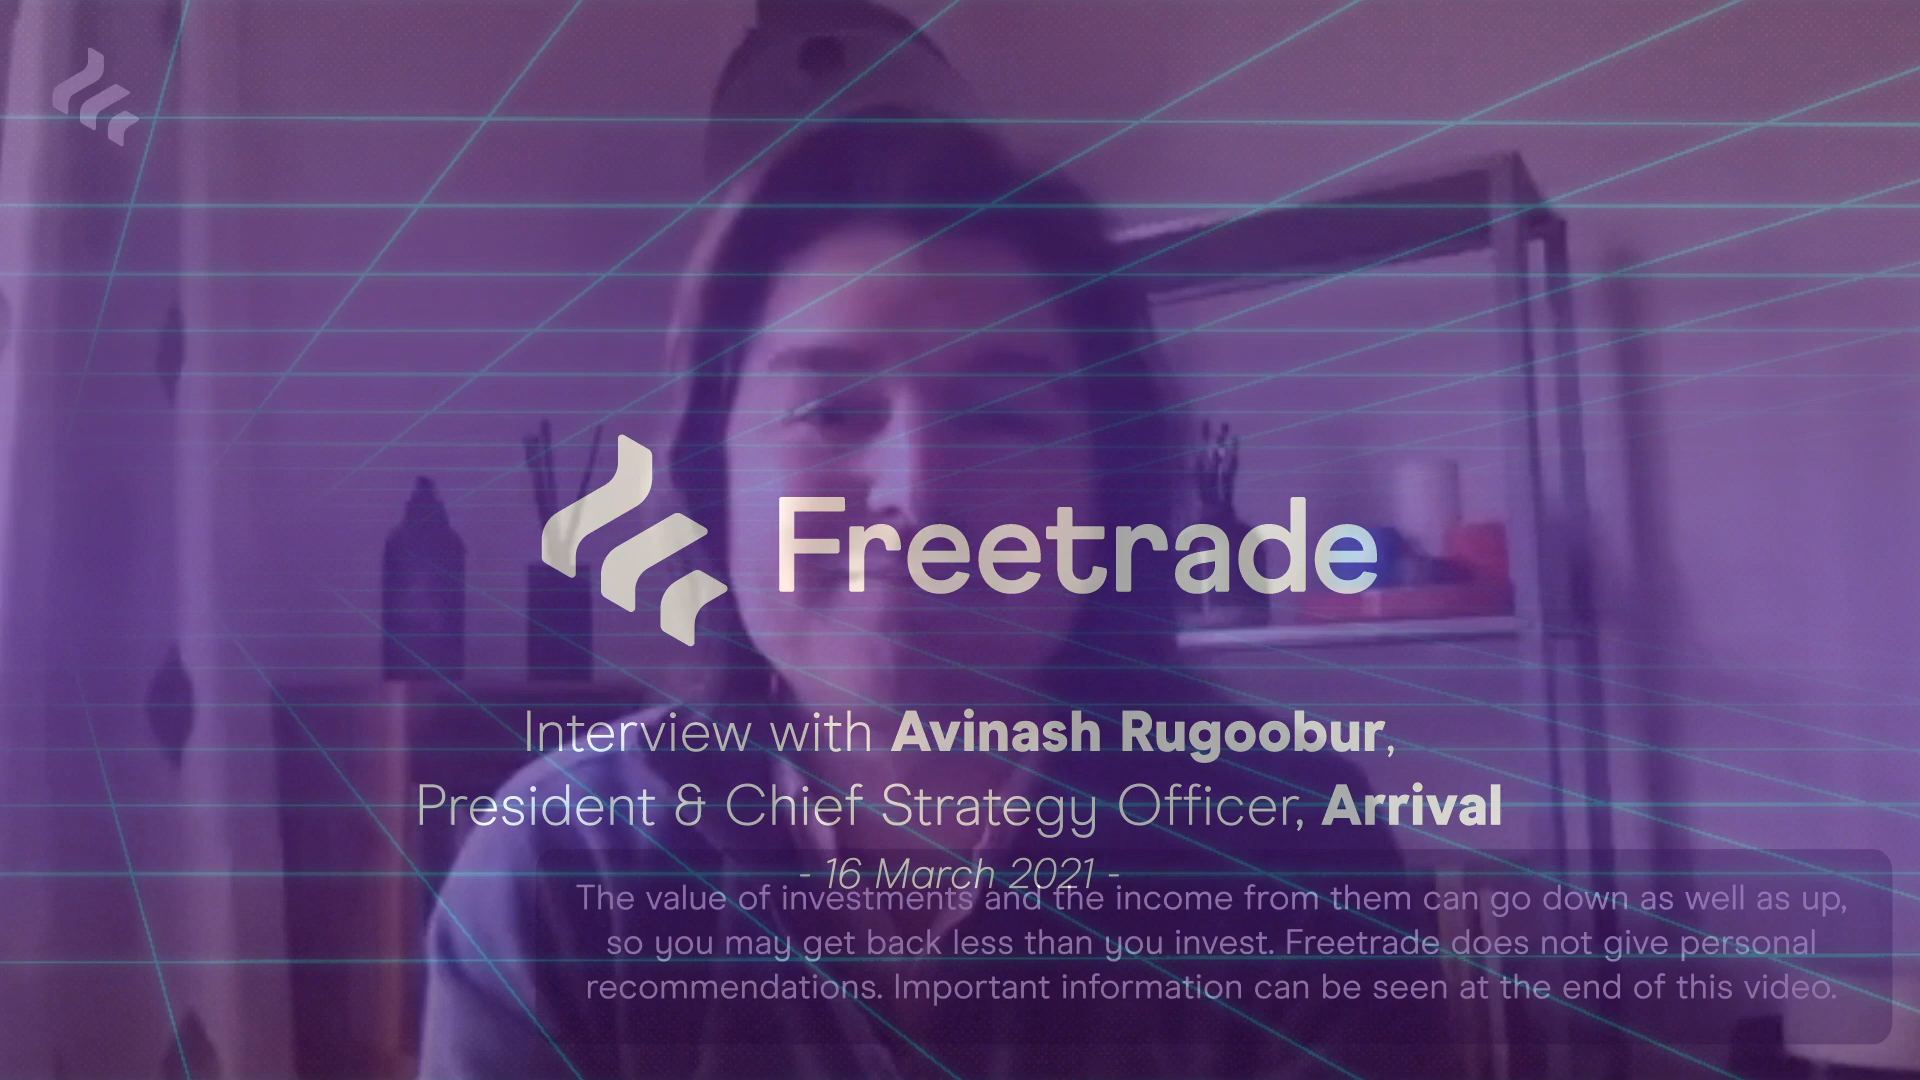 Freetrade
Interview with Avinash Rugoobur,
President & Chief Strategy Officer, Arrival
- 16 March 2021 -
The value of investments and the income from them can go down as well as up,
so you may get back less than you invest. Freetrade does not give personal
recommendations. Important information can be seen at the end of this video.